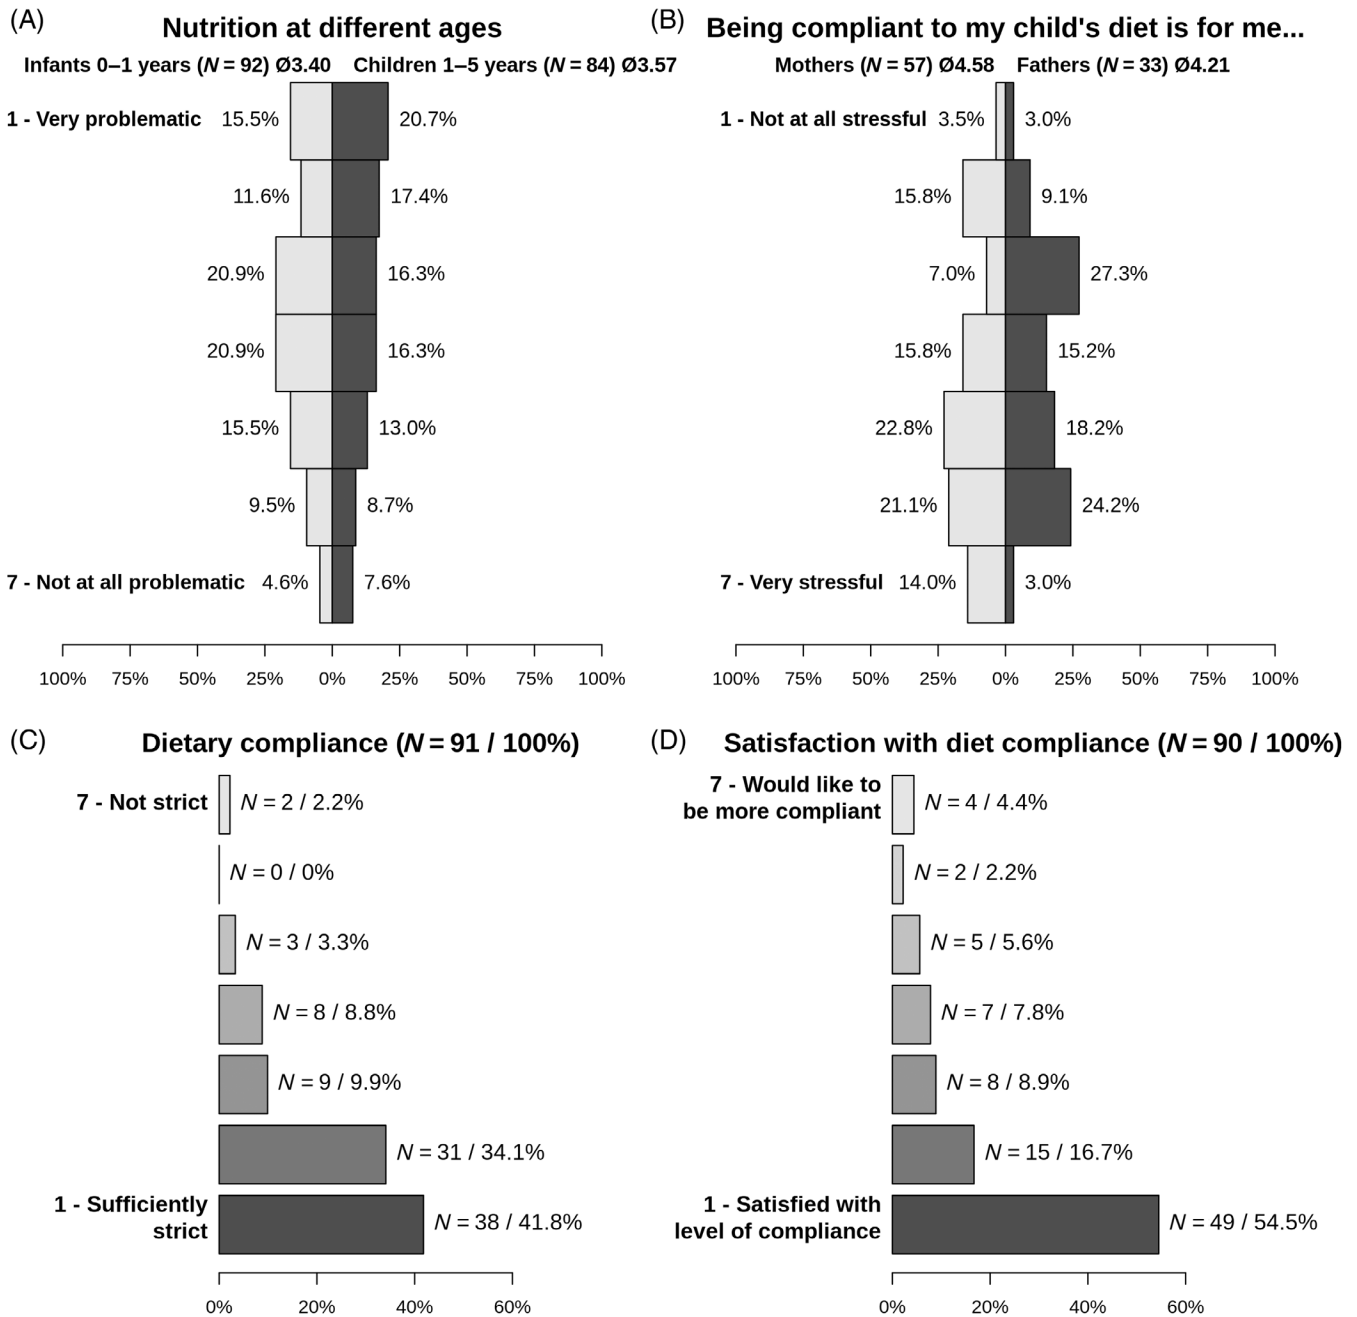 (A) Nutrition at different ages
Infants 0–1 years (N = 92) Ø3.40 Children 1–5 years (N = 84) Ø3.57
1 - Very problematic 15.5% 20.7%
11.6% 17.4%
20.9% 16.3%
20.9% 16.3%
15.5% 13.0%
9.5% 8.7%
7 - Not at all problematic 4.6% 7.6%
100% 75% 50% 25% 0% 25% 50% 75% 100%
(B) Being compliant to my child's diet is for me...
Mothers (N = 57) Ø4.58 Fathers (N = 33) Ø4.21
1 - Not at all stressful 3.5% 3.0%
15.8% 9.1%
7.0% 27.3%
15.8% 15.2%
22.8% 18.2%
21.1% 24.2%
7 - Very stressful 14.0% 3.0%
100% 75% 50% 25% 0% 25% 50% 75% 100%
(C) Dietary compliance (N = 91 / 100%)
7 - Not strict N = 2 / 2.2%
N = 0 / 0%
N = 3 / 3.3%
N = 8 / 8.8%
N = 9 / 9.9%
N = 31 / 34.1%
1 - Sufficiently
strict N = 38 / 41.8%
0% 20% 40% 60%
(D) Satisfaction with diet compliance (N = 90 / 100%)
7 - Would like to
be more compliant N = 4 / 4.4%
N = 2 / 2.2%
N = 5 / 5.6%
N = 7 / 7.8%
N = 8 / 8.9%
N = 15 / 16.7%
1 - Satisfied with
level of compliance N = 49 / 54.5%
0% 20% 40% 60%